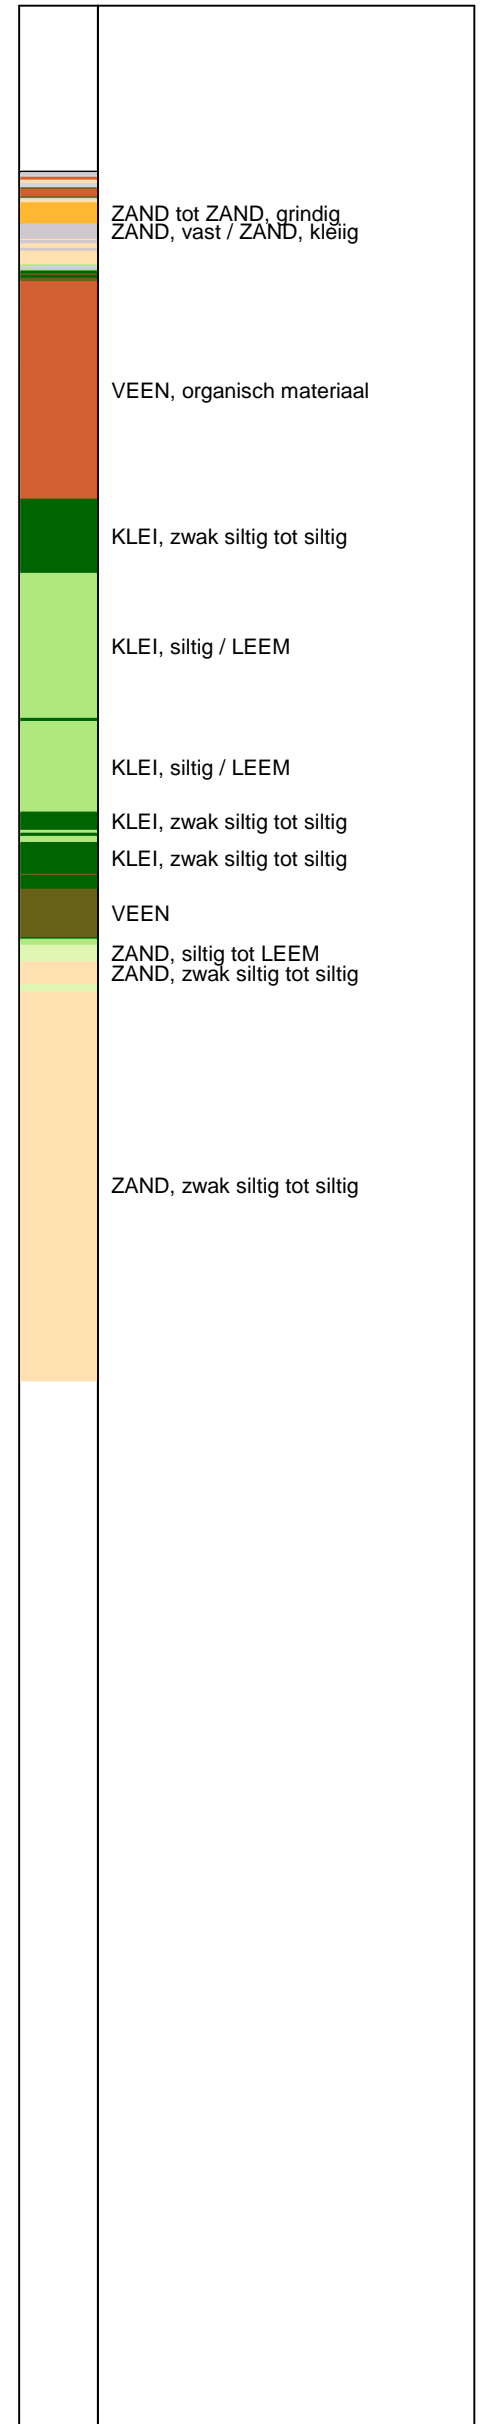 ZAND tot ZAND, grindig
ZAND, vast / ZAND, kleiig
VEEN, organisch materiaal
KLEI, zwak siltig tot siltig
KLEI, siltig / LEEM
KLEI, siltig / LEEM
KLEI, zwak siltig tot siltig
KLEI, zwak siltig tot siltig
VEEN
ZAND, siltig tot LEEM
ZAND, zwak siltig tot siltig
ZAND, zwak siltig tot siltig